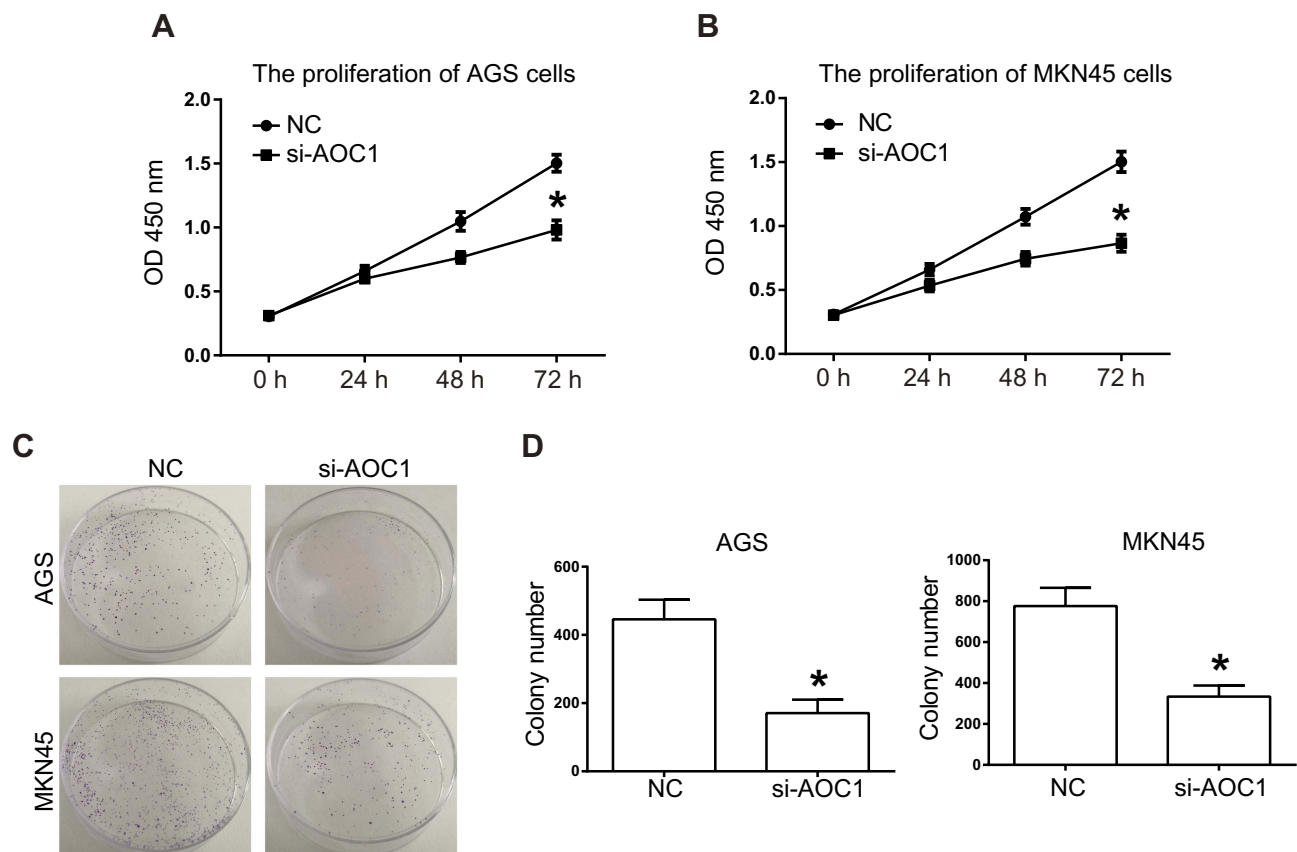 A
The proliferation of AGS cells
2.0
NC
si-AOC1
1.5
*
OD 450 nm
1.0
0.5
0.0
0 h 24 h 48 h 72 h
B
The proliferation of MKN45 cells
2.0
NC
si-AOC1
1.5
*
OD 450 nm
1.0
0.5
0.0
0 h 24 h 48 h 72 h
C
NC si-AOC1
AGS
MKN45
D
AGS
600
400
Colony number
*
200
0
NC si-AOC1
MKN45
1000
800
600
Colony number
*
400
200
0
NC si-AOC1